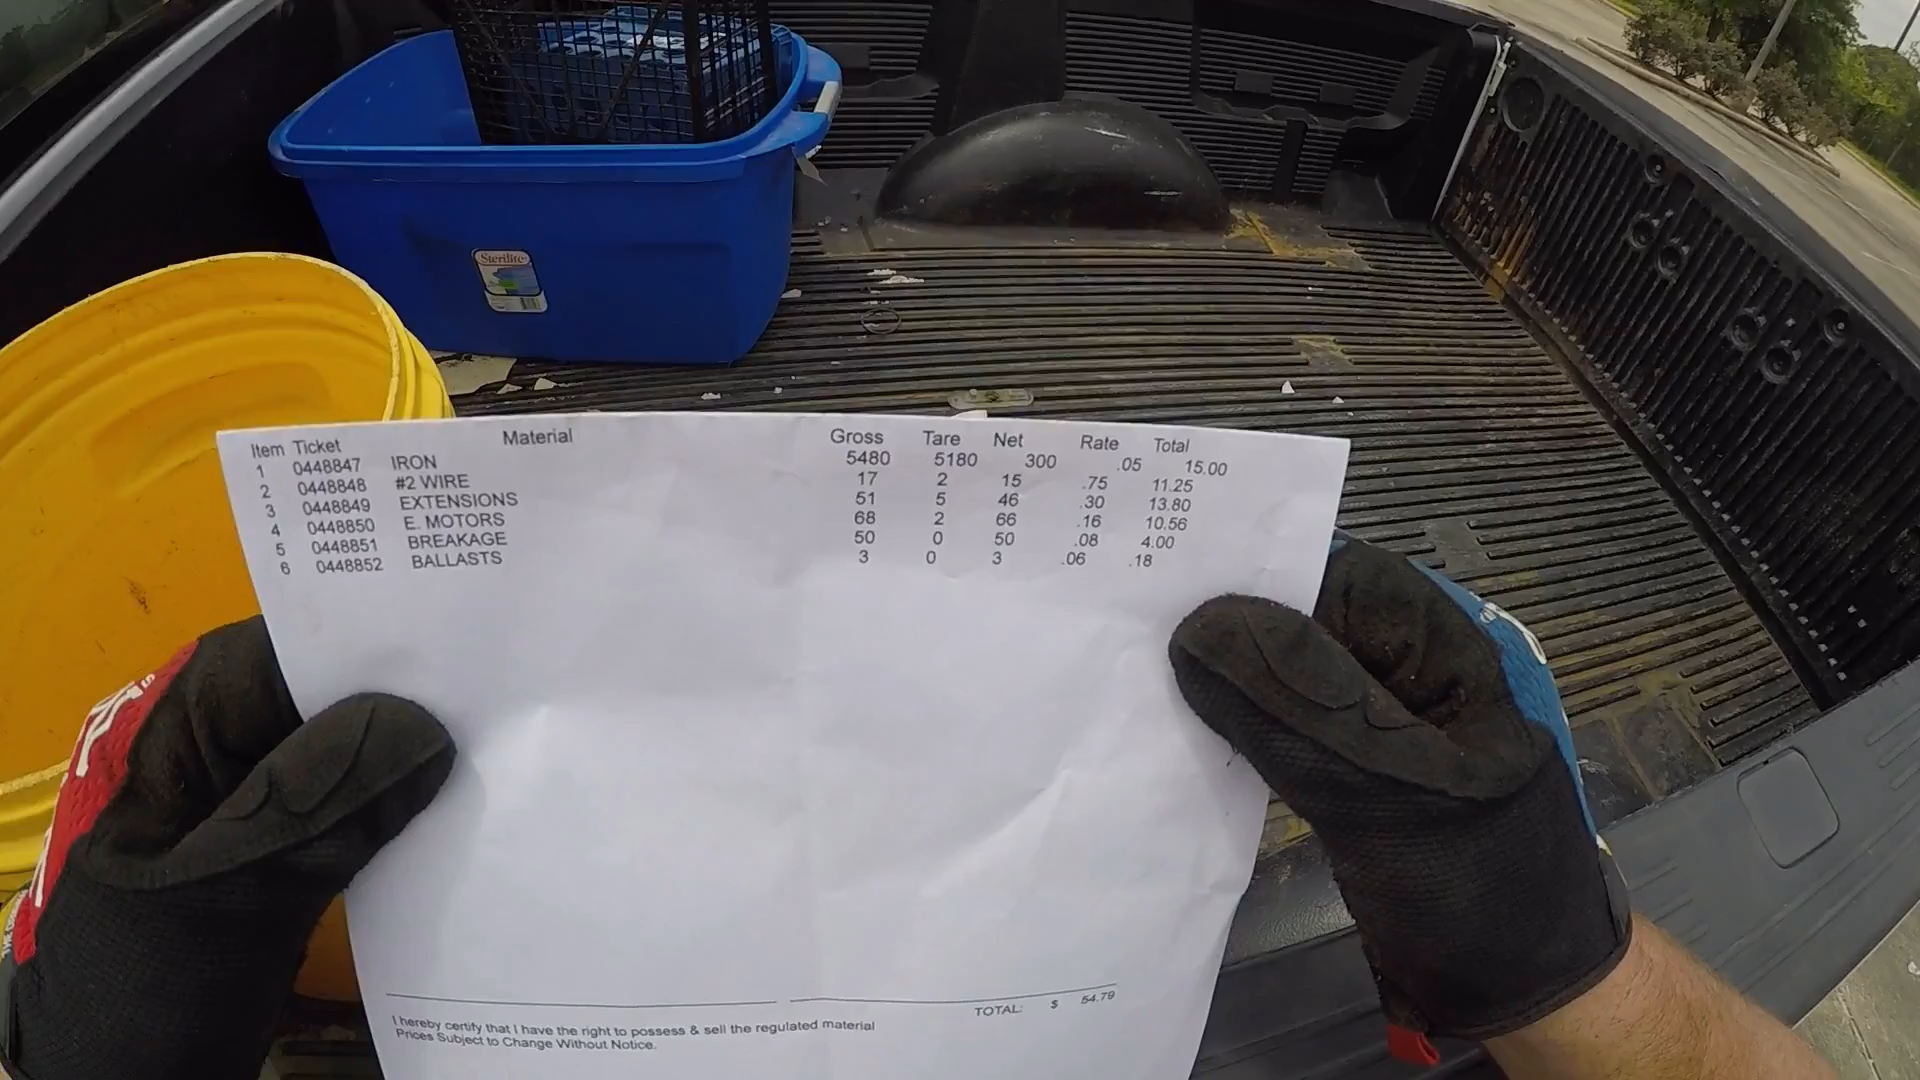 Sterilite
Item Ticket Material Gross Tare Net Rate Total
1 0448847 IRON 5480 5180 300 .05 15.00
2 0448848 #2 WIRE 17 2 15 .75 11.25
3 0448849 EXTENSIONS 51 5 46 .30 13.80
4 0448850 E. MOTORS 68 2 66 .16 10.56
5 0448851 BREAKAGE 50 0 50 .08 4.00
6 0448852 BALLASTS 3 0 3 .06 .18
TOTAL: $ 54.79
I hereby certify that I have the right to possess & sell the regulated material
Prices Subject to Change Without Notice.